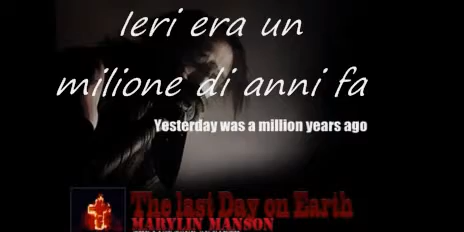 Ieri era un
milione di anni fa
Yesterday was a million years ago
The last Day on Earth
MARYLIN MANSON